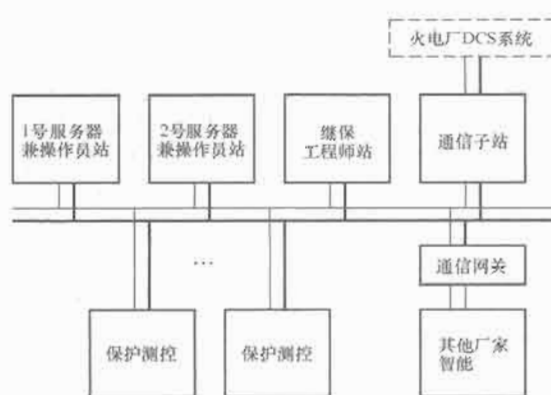 火电厂DCS系统
1号服务器
兼操作员站
2号服务器
兼操作员站
继保
工程师站
通信子站
…
通信网关
保护测控
保护测控
其他厂家
智能